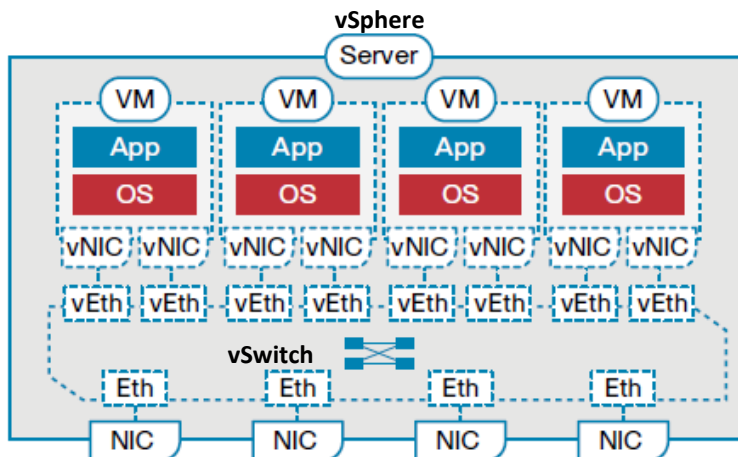 vSphere
Server
VM VM VM VM
App App App App
OS OS OS OS
vNIC vNIC vNIC vNIC vNIC vNIC vNIC vNIC
vEth vEth vEth vEth vEth vEth vEth vEth
vSwitch
Eth Eth Eth Eth
NIC NIC NIC NIC